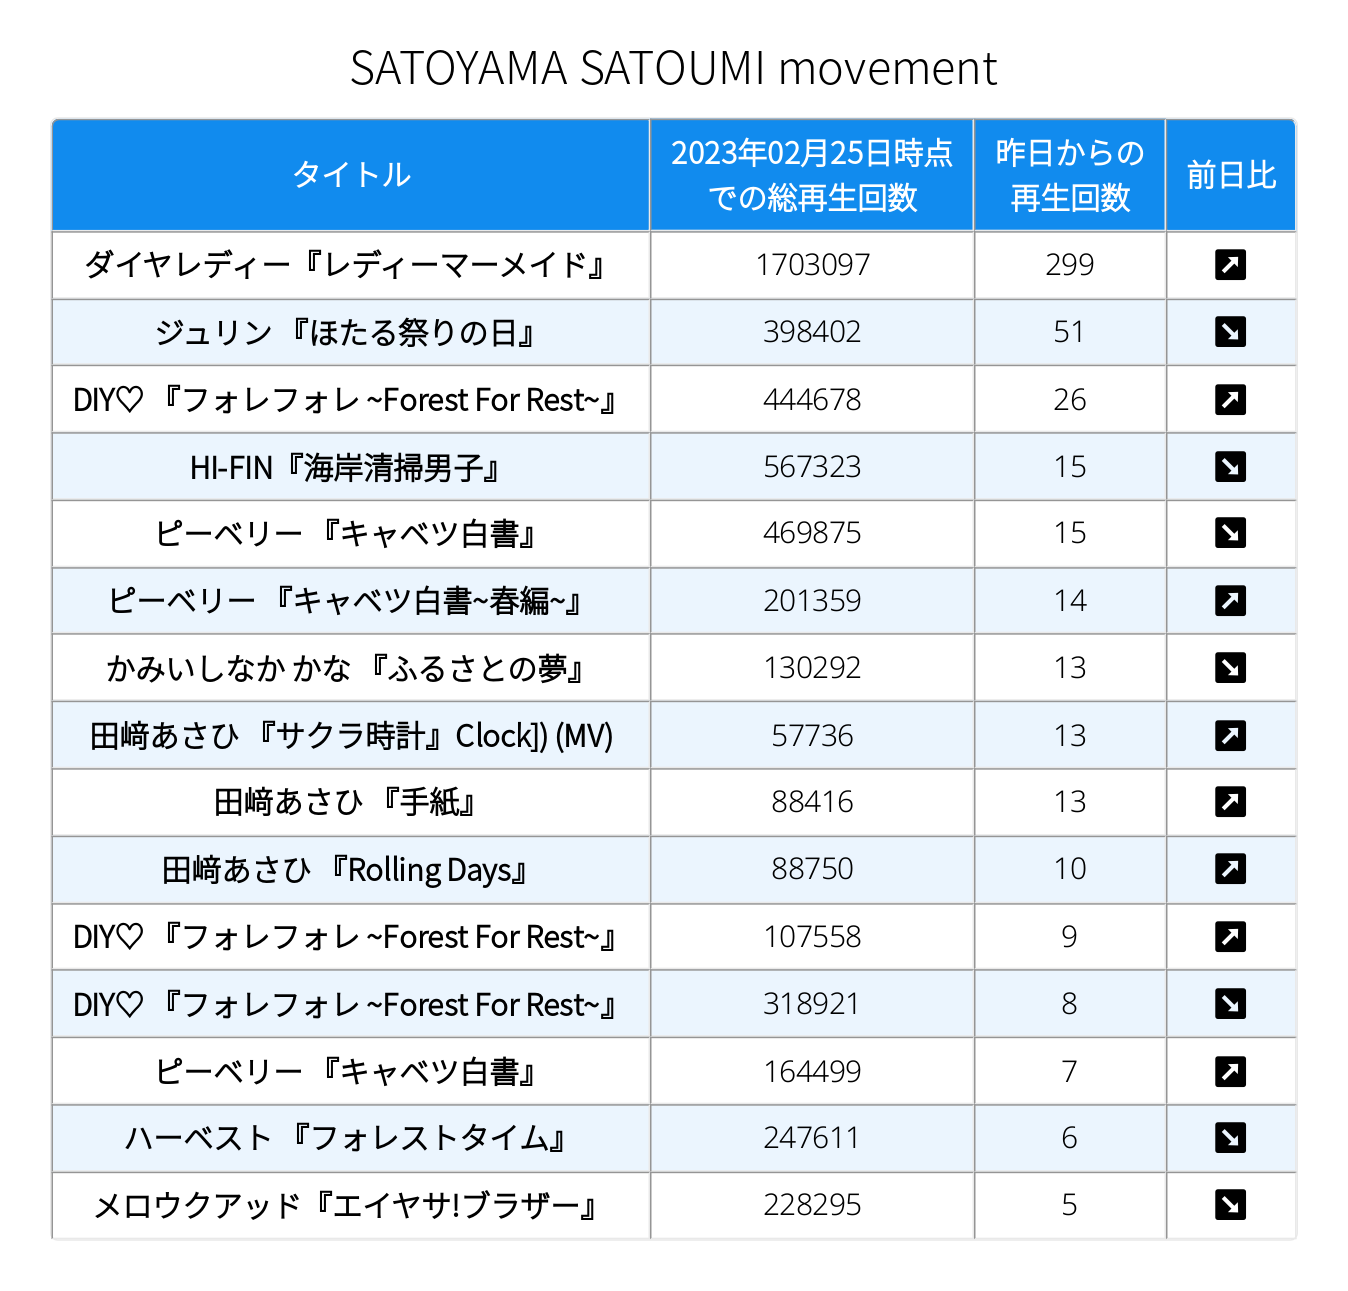 SATOYAMA SATOUMI movement
タイトル 2023年02月25日時点での総再生回数 昨日からの再生回数 前日比
ダイヤレディー『レディーマーメイド』 1703097 299 ↗
ジュリン 『ほたる祭りの日』 398402 51 ↘
DIY♡ 『フォレフォレ ~Forest For Rest~』 444678 26 ↗
HI-FIN『海岸清掃男子』 567323 15 ↘
ピーベリー 『キャベツ白書』 469875 15 ↘
ピーベリー 『キャベツ白書~春編~』 201359 14 ↗
かみいしなか かな 『ふるさとの夢』 130292 13 ↘
田﨑あさひ 『サクラ時計』Clock]) (MV) 57736 13 ↗
田﨑あさひ 『手紙』 88416 13 ↗
田﨑あさひ 『Rolling Days』 88750 10 ↗
DIY♡ 『フォレフォレ ~Forest For Rest~』 107558 9 ↗
DIY♡ 『フォレフォレ ~Forest For Rest~』 318921 8 ↘
ピーベリー 『キャベツ白書』 164499 7 ↗
ハーベスト 『フォレストタイム』 247611 6 ↘
メロウクアッド『エイヤサ!ブラザー』 228295 5 ↘